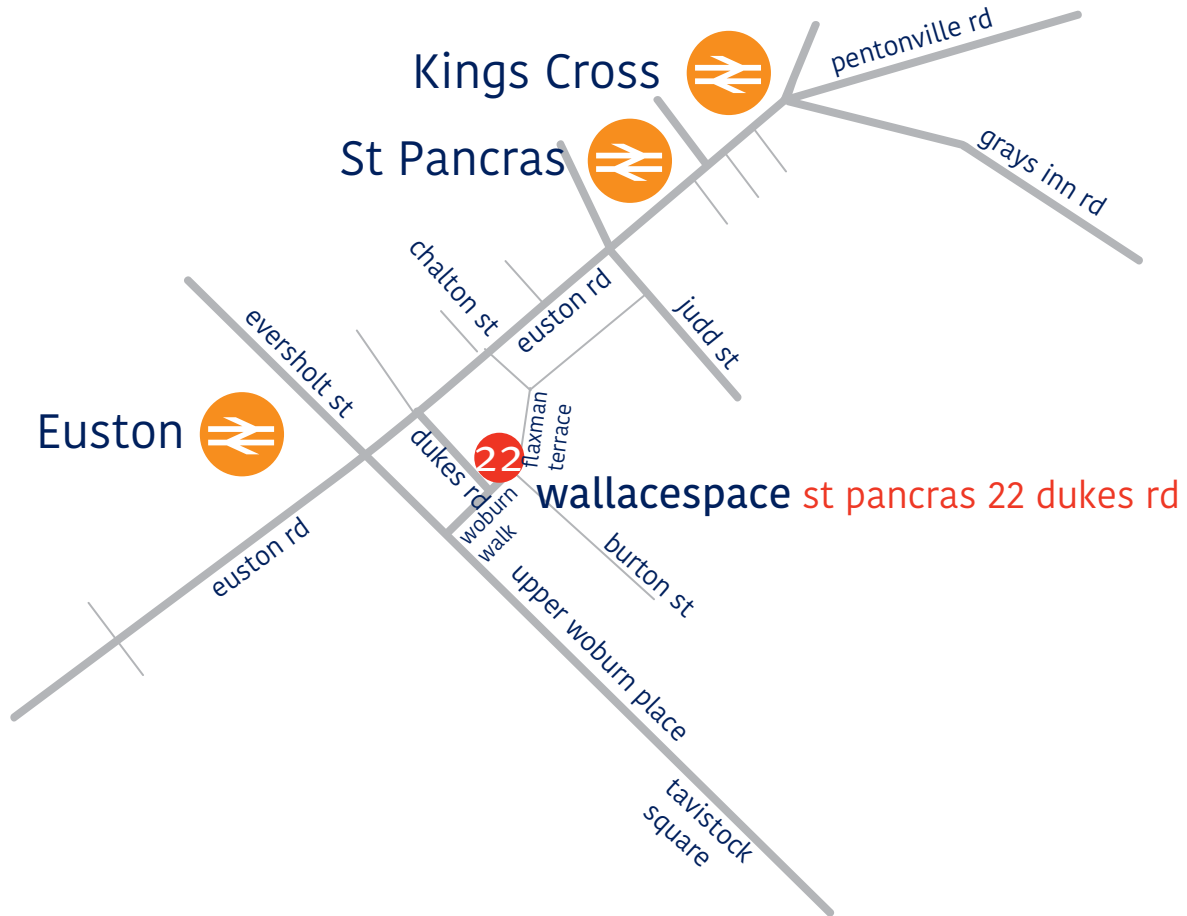 pentonville rd
Kings Cross
St Pancras
grays inn rd
chalton st
euston rd
judd st
eversholt st
Euston
flaxman
terrace
dukes rd
22
wallacespace st pancras 22 dukes rd
woburn
walk
euston rd
burton st
upper woburn place
tavistock
square